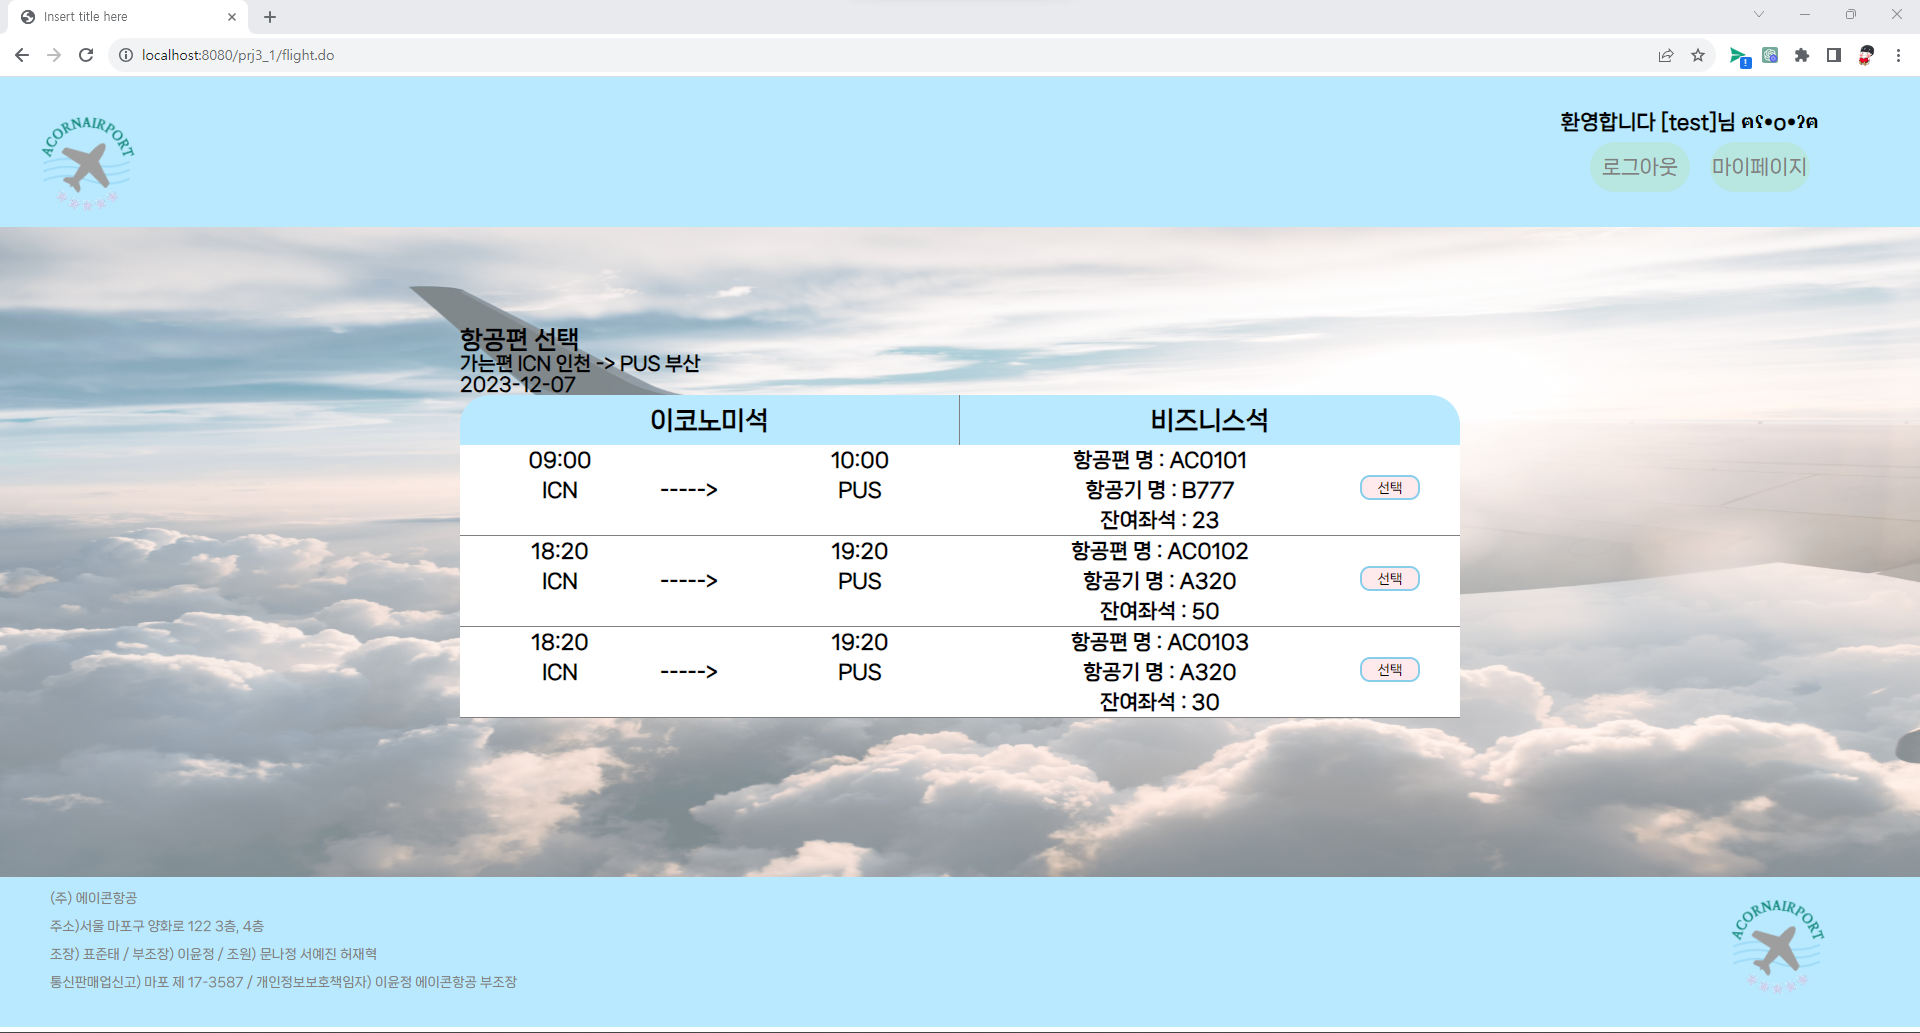 Insert title here
localhost:8080/prj3_1/flight.do
ACORNAIRPORT
환영합니다 [test]님
로그아웃 마이페이지
항공편 선택
가는편 ICN 인천 -> PUS 부산
2023-12-07
이코노미석 비즈니스석
09:00 10:00 항공편 명 : AC0101
ICN -----> PUS 항공기 명 : B777 선택
잔여좌석 : 23
18:20 19:20 항공편 명 : AC0102
ICN -----> PUS 항공기 명 : A320 선택
잔여좌석 : 50
18:20 19:20 항공편 명 : AC0103
ICN -----> PUS 항공기 명 : A320 선택
잔여좌석 : 30
(주) 에이콘항공
주소)서울 마포구 양화로 122 3층, 4층
조장) 표준태 / 부조장) 이윤정 / 조원) 문나정 서예진 허재혁
통신판매업신고) 마포 제 17-3587 / 개인정보보호책임자) 이윤정 에이콘항공 부조장
ACORNAIRPORT